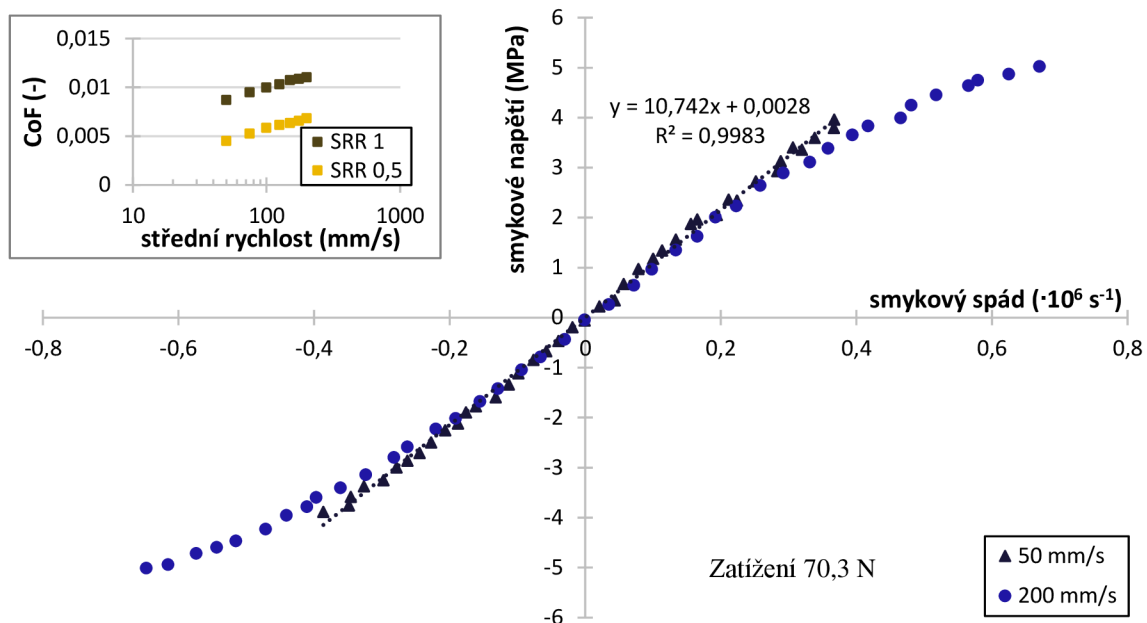 0,015
0,01
0,005
0
CoF (-)
SRR 1
SRR 0,5
10
100
1000
střední rychlost (mm/s)
smykové napětí (MPa)
6
5
4
3
2
1
0
-1
-2
-3
-4
-5
-6
y = 10,742x + 0,0028
R² = 0,9983
smykový spád (·10⁶ s⁻¹)
-0,8
-0,6
-0,4
-0,2
0
0,2
0,4
0,6
0,8
Zatížení 70,3 N
50 mm/s
200 mm/s